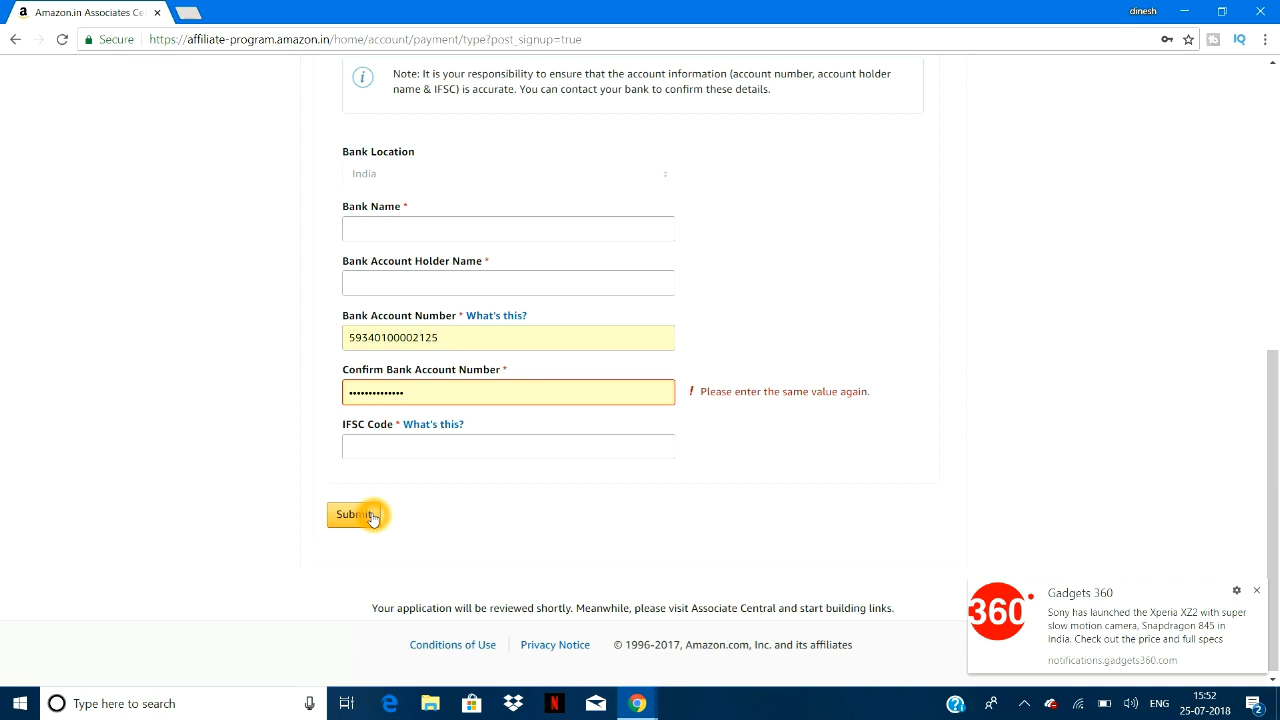 Amazon.in Associates Ce
dinesh
Secure
https://affiliate-program.amazon.in/home/account/payment/type?post_signup=true
Note: It is your responsibility to ensure that the account information (account number, account holder
name & IFSC) is accurate. You can contact your bank to confirm these details.
Bank Location
India
Bank Name *
Bank Account Holder Name *
Bank Account Number * What's this?
59340100002125
Confirm Bank Account Number *
••••••••••••••
! Please enter the same value again.
IFSC Code * What's this?
Submit
Your application will be reviewed shortly. Meanwhile, please visit Associate Central and start building links.
Conditions of Use
Privacy Notice
© 1996-2017, Amazon.com, Inc. and its affiliates
360
Gadgets 360
Sony has launched the Xperia XZ2 with super
slow motion camera, Snapdragon 845 in
India. Check out the price and full specs
notifications.gadgets360.com
Type here to search
ENG
15:52
25-07-2018
2